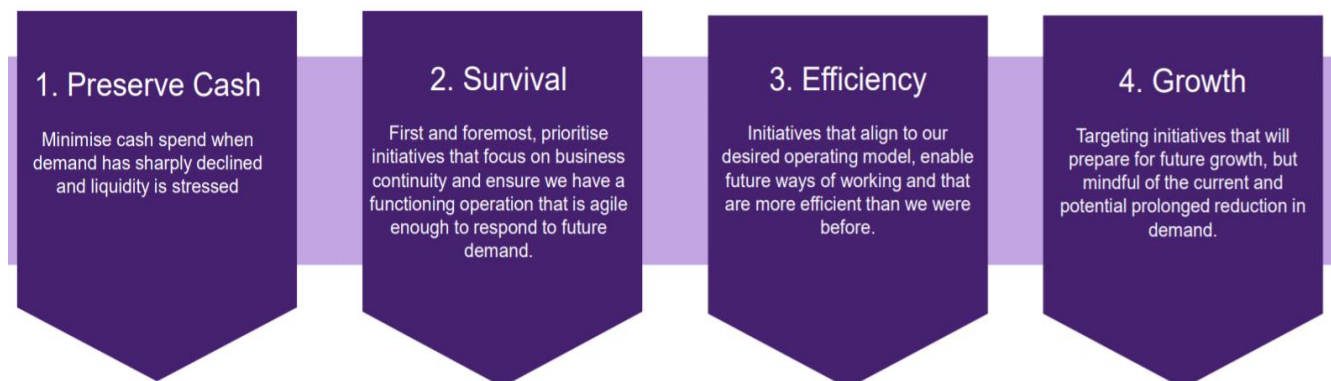 1. Preserve Cash
Minimise cash spend when
demand has sharply declined
and liquidity is stressed
2. Survival
First and foremost, prioritise
initiatives that focus on business
continuity and ensure we have a
functioning operation that is agile
enough to respond to future
demand.
3. Efficiency
Initiatives that align to our
desired operating model, enable
future ways of working and that
are more efficient than we were
before.
4. Growth
Targeting initiatives that will
prepare for future growth, but
mindful of the current and
potential prolonged reduction in
demand.